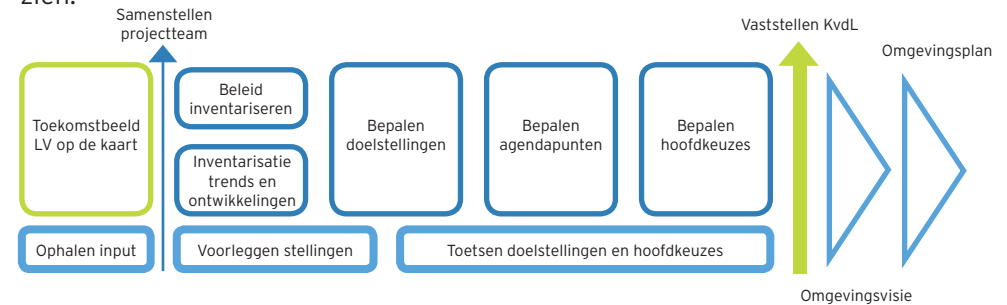 zien.
Samenstellen
projectteam
Vaststellen KvdL
Omgevingsplan
Toekomstbeeld
LV op de kaart
Beleid
inventariseren
Inventarisatie
trends en
ontwikkelingen
Bepalen
doelstellingen
Bepalen
agendapunten
Bepalen
hoofdkeuzes
Ophalen input
Voorleggen stellingen
Toetsen doelstellingen en hoofdkeuzes
Omgevingsvisie